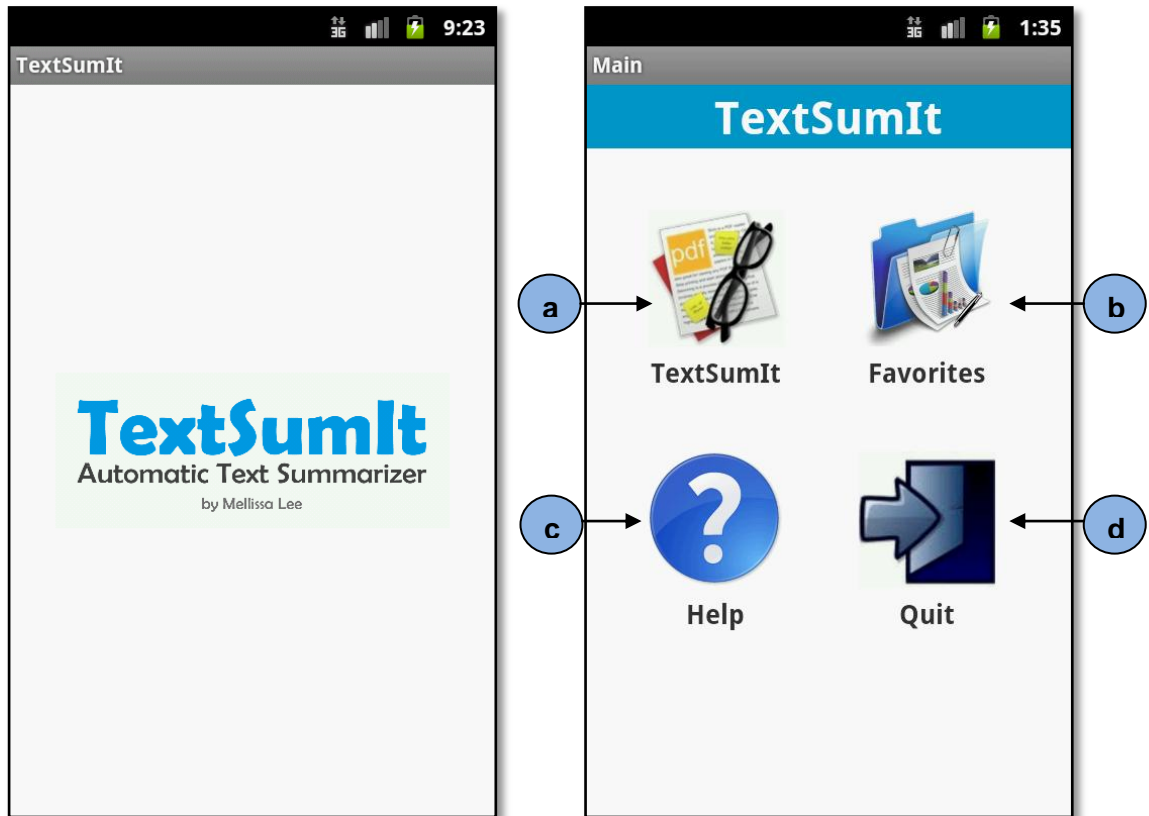 3G 9:23
TextSumIt
TextSumIt
Automatic Text Summarizer
by Mellissa Lee
3G 1:35
Main
TextSumIt
a
pdf
b
TextSumIt
Favorites
c
?
d
Help
Quit